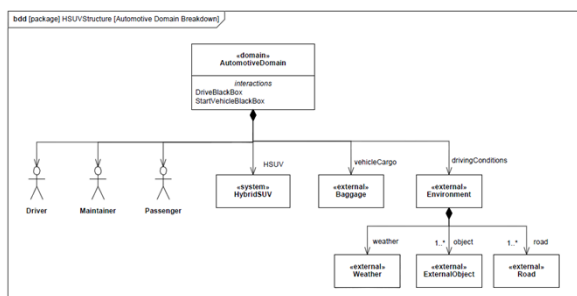 bdd [package] HSUVStructure [Automotive Domain Breakdown]
«domain»
AutomotiveDomain
interactions
DriveBlackBox
StartVehicleBlackBox
HSUV
vehicleCargo
drivingConditions
Driver
Maintainer
Passenger
«system»
HybridSUV
«external»
Baggage
«external»
Environment
weather
1..*
object
1..*
road
«external»
Weather
«external»
ExternalObject
«external»
Road